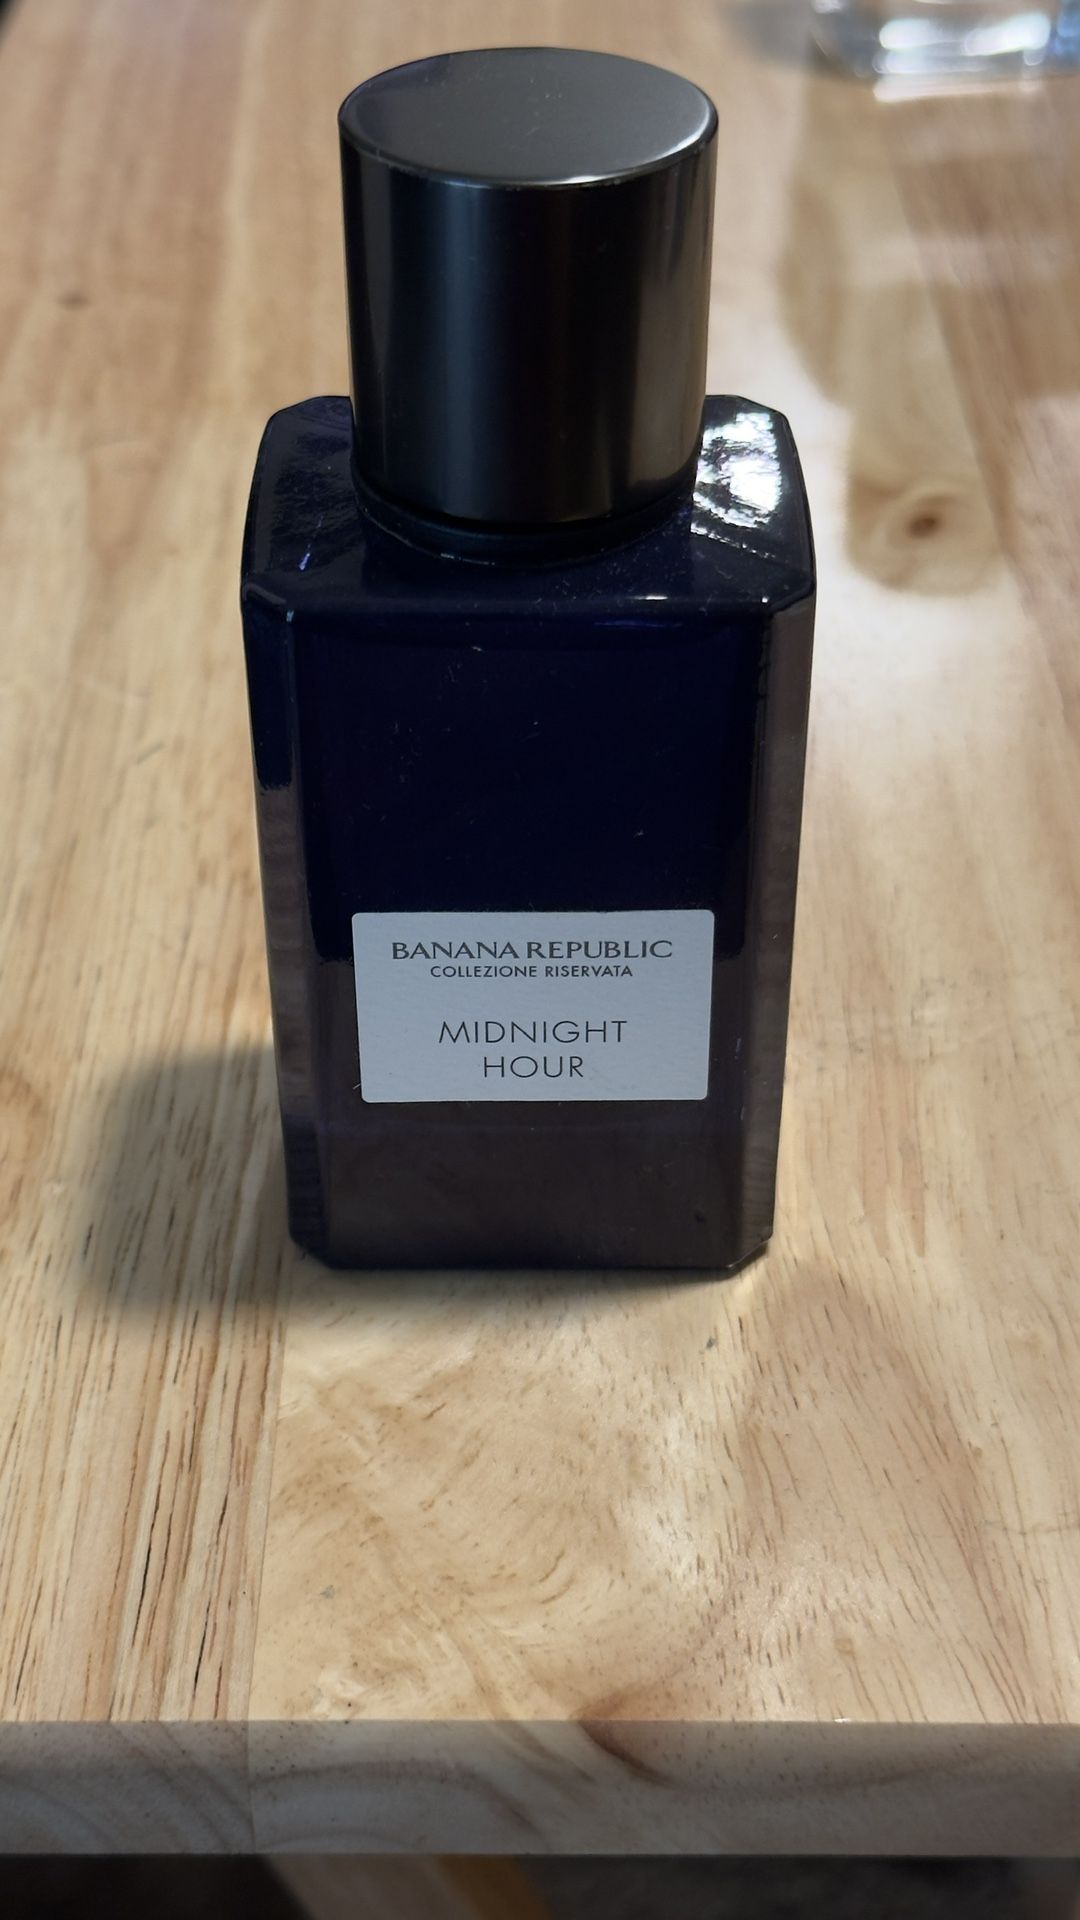 BANANA REPUBLIC
COLLEZIONE RISERVATA
MIDNIGHT
HOUR